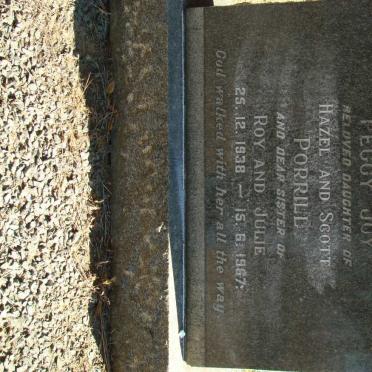 PEGGY JOY
BELOVED DAUGHTER OF
HAZEL AND SCOTT
PORRILL
AND DEAR SISTER OF
ROY AND JULIE
25.12.1938 — 15.6.1967.
God walked with her all the way.